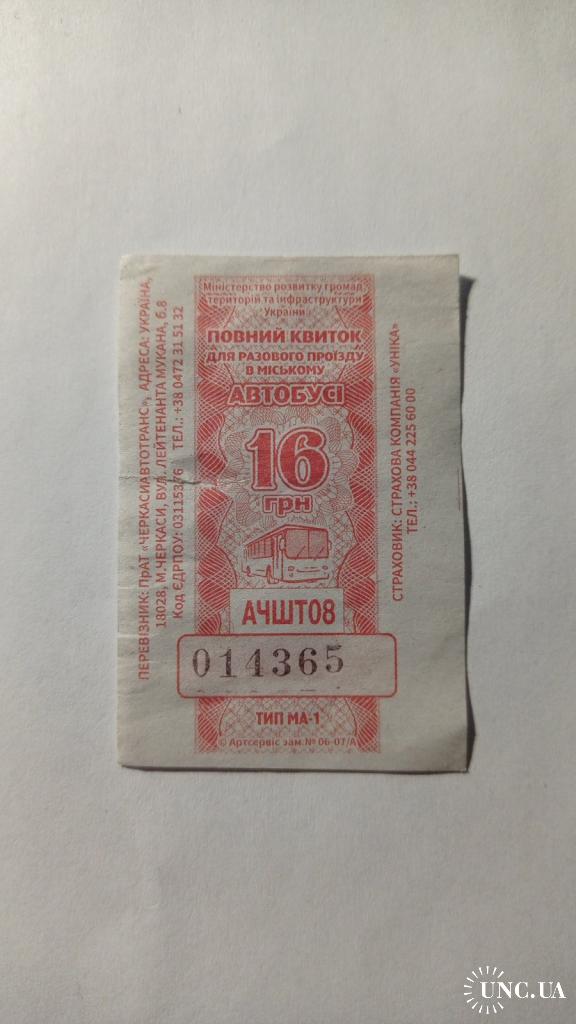 Міністерство розвитку громад
територій та інфраструктури
України
ПОВНИЙ КВИТОК
ДЛЯ РАЗОВОГО ПРОЇЗДУ
В МІСЬКОМУ
АВТОБУСІ
16
ГРН
АЧШТ08
014365
ТИП МА-1
© Артсервіс зам.№ 06-07/А
ПЕРЕВІЗНИК: ПрАТ «ЧЕРКАСИАВТОТРАНС», АДРЕСА: УКРАЇНА,
18028, М.ЧЕРКАСИ, ВУЛ. ЛЕЙТЕНАНТА МУКАНА, б.8
Код ЄДРПОУ: 03115376 ТЕЛ.: +38 0472 31 51 32
СТРАХОВИК: СТРАХОВА КОМПАНІЯ «УНІКА»
ТЕЛ.: +38 044 225 60 00
UNC.UA